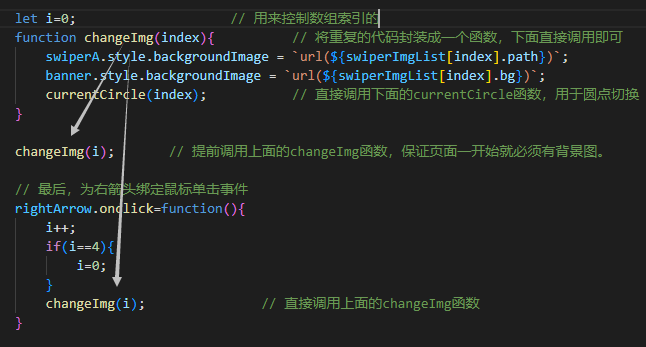 let i=0; // 用来控制数组索引的
function changeImg(index){ // 将重复的代码封装成一个函数，下面直接调用即可
swiperA.style.backgroundImage = `url(${swiperImgList[index].path})`;
banner.style.backgroundImage = `url(${swiperImgList[index].bg})`;
currentCircle(index); // 直接调用下面的currentCircle函数，用于圆点切换
}
changeImg(i); // 提前调用上面的changeImg函数，保证页面一开始就必须有背景图。
// 最后，为右箭头绑定鼠标单击事件
rightArrow.onclick=function(){
i++;
if(i==4){
i=0;
}
changeImg(i); // 直接调用上面的changeImg函数
}